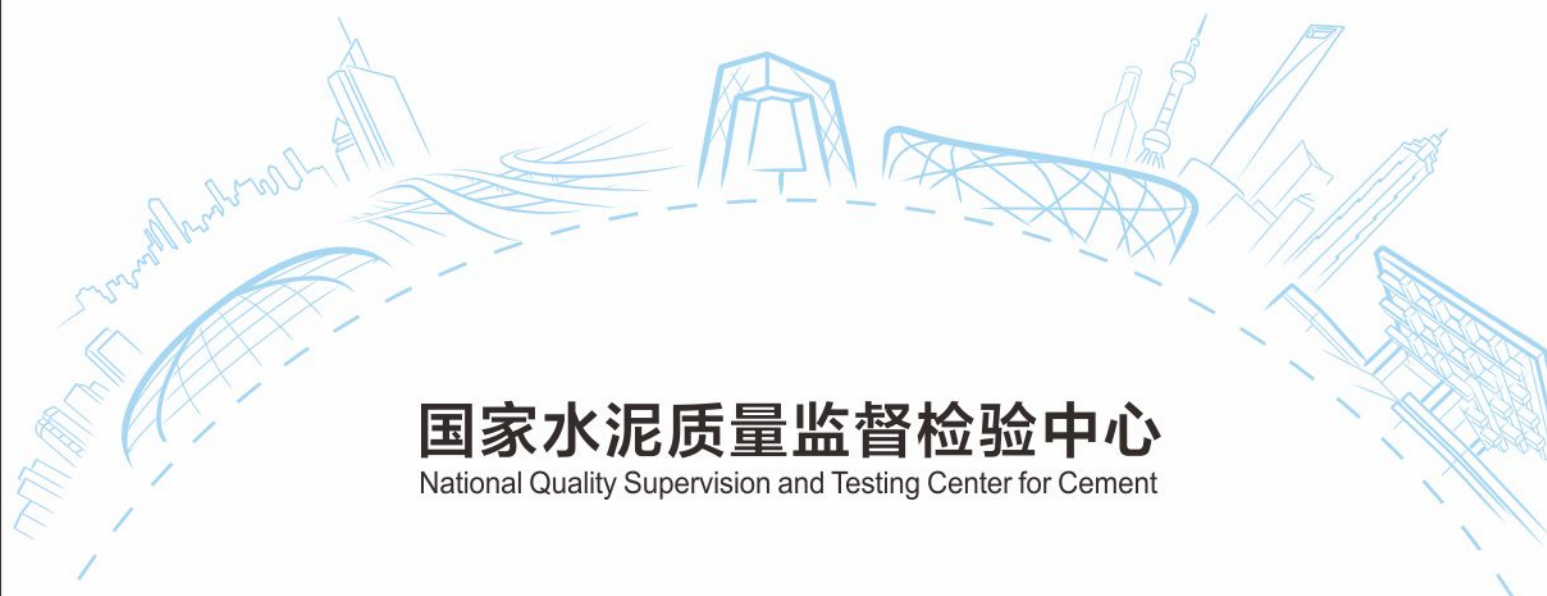 国家水泥质量监督检验中心
National Quality Supervision and Testing Center for Cement